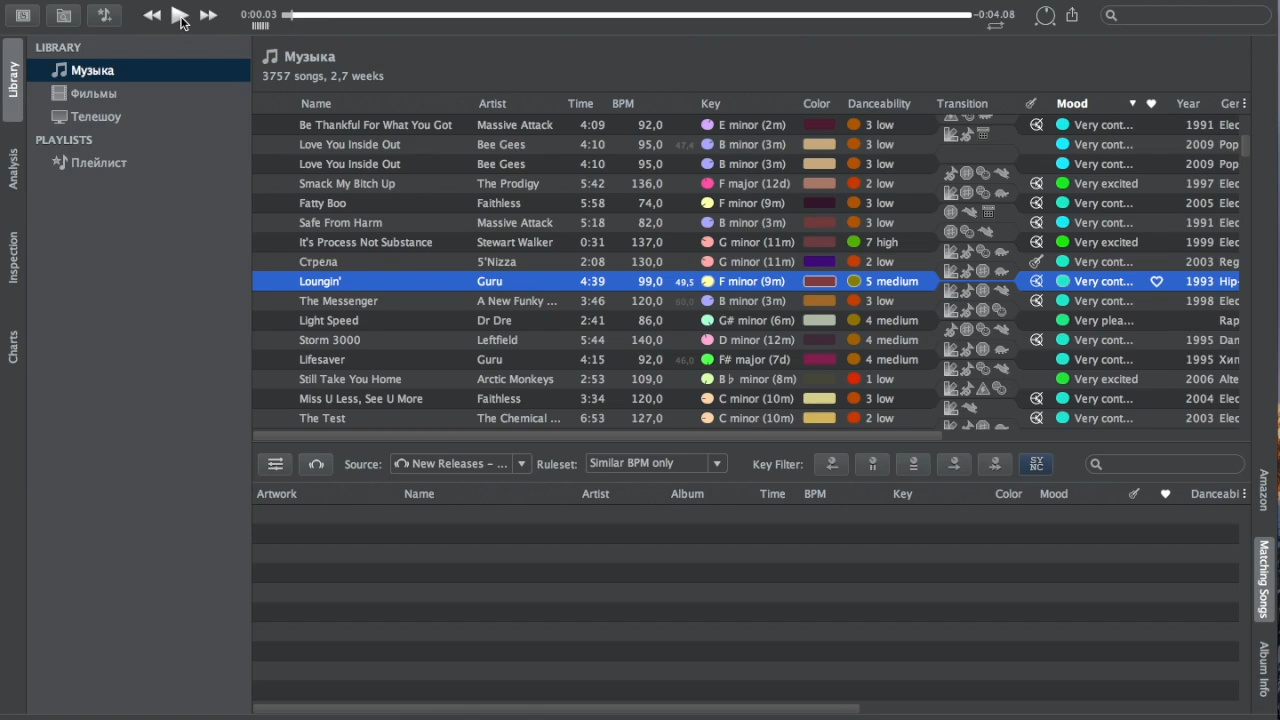 0:00.03 -0:04.08
LIBRARY
Музыка
Фильмы
Телешоу
PLAYLISTS
Плейлист
Library
Analysis
Inspection
Charts
Музыка
3757 songs, 2,7 weeks
Name Artist Time BPM Key Color Danceability Transition Mood Year Ger
Be Thankful For What You Got Massive Attack 4:09 92,0 E minor (2m) 3 low Very cont... 1991 Elec
Love You Inside Out Bee Gees 4:10 95,0 47,4 B minor (3m) 3 low Very cont... 2009 Pop
Love You Inside Out Bee Gees 4:10 95,0 B minor (3m) 3 low Very cont... 2009 Pop
Smack My Bitch Up The Prodigy 5:42 136,0 F major (12d) 2 low Very excited 1997 Elec
Fatty Boo Faithless 5:58 74,0 F minor (9m) 3 low Very cont... 2005 Elec
Safe From Harm Massive Attack 5:18 82,0 B minor (3m) 3 low Very cont... 1991 Elec
It's Process Not Substance Stewart Walker 0:31 137,0 G minor (11m) 7 high Very excited 1999 Elec
Стрела 5'Nizza 2:08 130,0 G minor (11m) 2 low Very cont... 2003 Reg
Loungin' Guru 4:39 99,0 49,5 F minor (9m) 5 medium Very cont... 1993 Hip-
The Messenger A New Funky ... 3:46 120,0 60,0 B minor (3m) 3 low Very cont... 1998 Elec
Light Speed Dr Dre 2:41 86,0 G# minor (6m) 4 medium Very plea... Rap
Storm 3000 Leftfield 5:44 140,0 D minor (12m) 4 medium Very cont... 1995 Dan
Lifesaver Guru 4:15 92,0 46,0 F# major (7d) 4 medium Very cont... 1995 Хип
Still Take You Home Arctic Monkeys 2:53 109,0 B♭ minor (8m) 1 low Very excited 2006 Alte
Miss U Less, See U More Faithless 3:34 120,0 C minor (10m) 3 low Very cont... 2004 Elec
The Test The Chemical ... 6:53 127,0 C minor (10m) 2 low Very cont... 2003 Elec
Source: New Releases – ... Ruleset: Similar BPM only Key Filter: SY NC
Artwork Name Artist Album Time BPM Key Color Mood Danceabi
Amazon
Matching Songs
Album Info